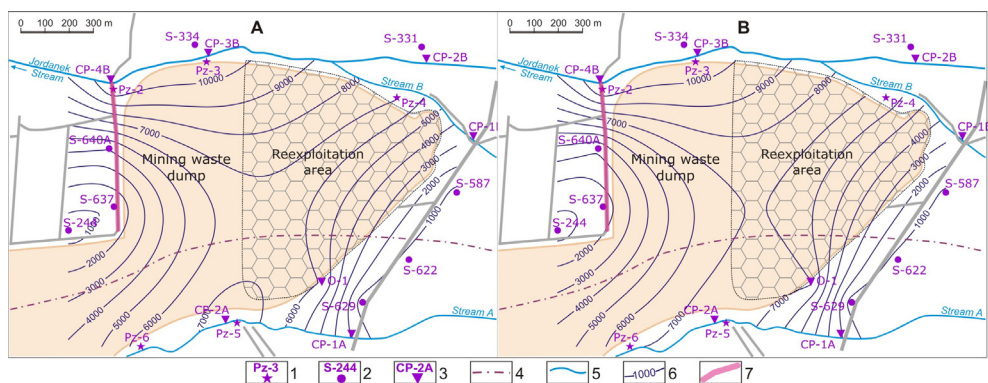 0 100 200 300 m
A
S-334
CP-3B
S-331
CP-2B
Jordanek
Stream
CP-4B
Pz-3
Pz-2
10000
9000
8000
Stream B
Pz-4
7000
5000
4000
CP-1B
S-640A
Mining waste
dump
Reexploitation
area
3000
2000
S-587
1000
S-637
S-244
2000
3000
4000
5000
6000
7000
6000
S-622
O-1
S-629
CP-2A
Pz-5
Pz-6
CP-1A
Stream A
0 100 200 300 m
B
S-334
CP-3B
S-331
CP-2B
Jordanek
Stream
CP-4B
Pz-3
Pz-2
10000
9000
8000
Stream B
Pz-4
7000
5000
4000
CP-1B
S-640A
Mining waste
dump
Reexploitation
area
3000
2000
S-587
1000
S-637
S-244
2000
3000
4000
5000
6000
7000
S-622
O-1
S-629
CP-2A
Pz-5
Pz-6
CP-1A
Stream A
Pz-3 1 S-244 2 CP-2A 3 4 5 1000 6 7